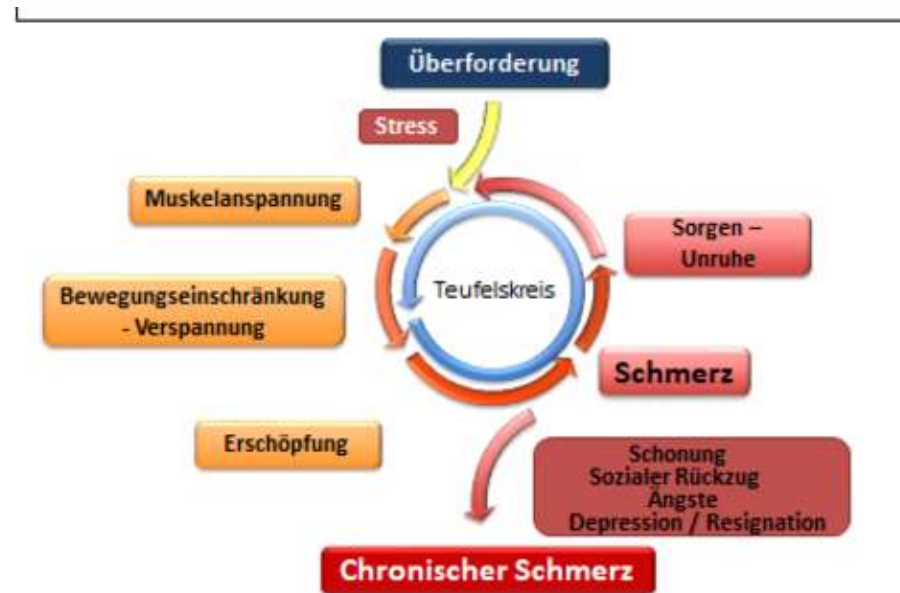 Überforderung
Stress
Muskelanspannung
Sorgen –
Unruhe
Teufelskreis
Bewegungseinschränkung
- Verspannung
Schmerz
Erschöpfung
Schonung
Sozialer Rückzug
Ängste
Depression / Resignation
Chronischer Schmerz